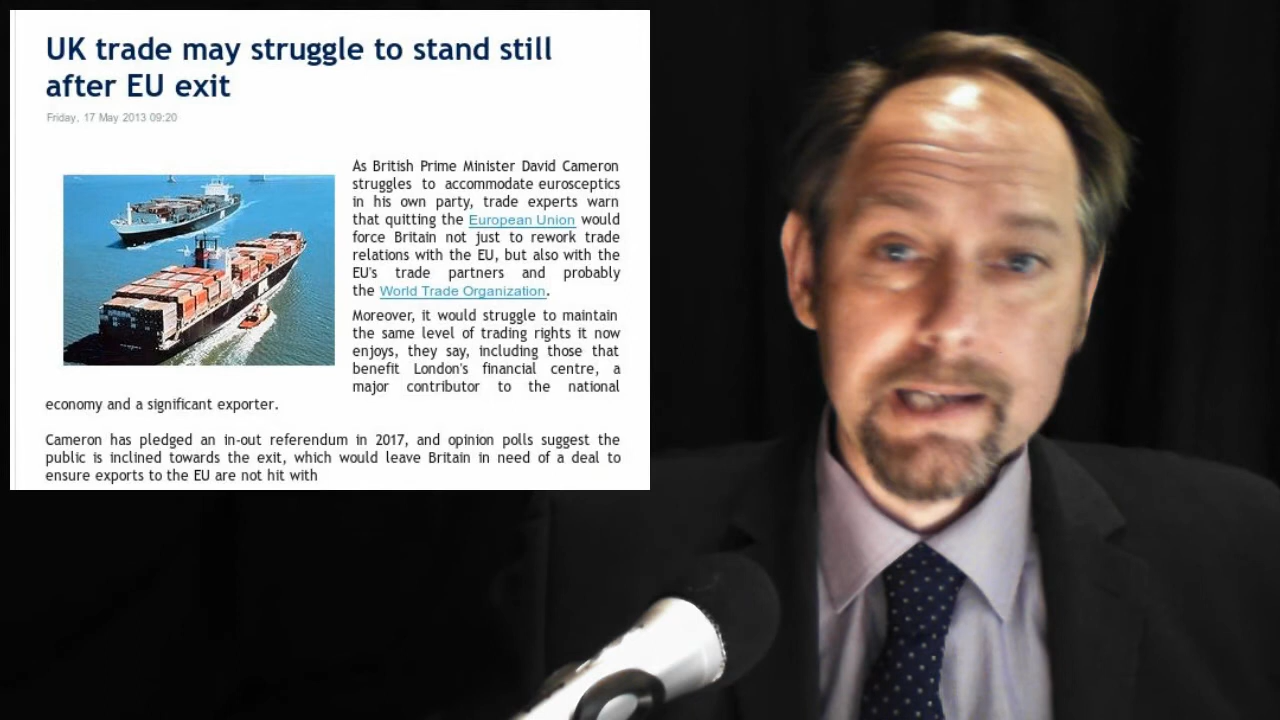 UK trade may struggle to stand still
after EU exit
Friday, 17 May 2013 09:20
As British Prime Minister David Cameron
struggles to accommodate eurosceptics
in his own party, trade experts warn
that quitting the European Union would
force Britain not just to rework trade
relations with the EU, but also with the
EU's trade partners and probably
the World Trade Organization.
Moreover, it would struggle to maintain
the same level of trading rights it now
enjoys, they say, including those that
benefit London's financial centre, a
major contributor to the national
economy and a significant exporter.
Cameron has pledged an in-out referendum in 2017, and opinion polls suggest the
public is inclined towards the exit, which would leave Britain in need of a deal to
ensure exports to the EU are not hit with